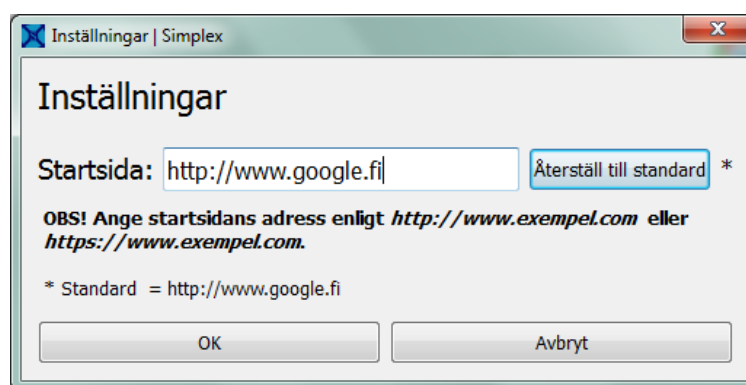 Inställningar | Simplex
Inställningar
Startsida: http://www.google.fi Återställ till standard *
OBS! Ange startsidans adress enligt http://www.exempel.com eller
https://www.exempel.com.
* Standard = http://www.google.fi
OK Avbryt